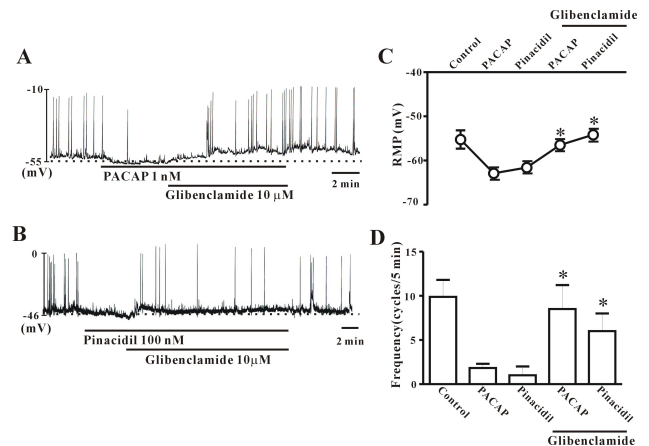 A
-10
-55
(mV)
PACAP 1 nM
Glibenclamide 10 μM
2 min
B
0
-46
(mV)
Pinacidil 100 nM
Glibenclamide 10μM
2 min
C
Glibenclamide
Control
PACAP
Pinacidil
PACAP
Pinacidil
-40
-50
-60
-70
RMP (mV)
* *
D
15
10
5
0
Frequency (cycles/5 min)
* *
Control
PACAP
Pinacidil
PACAP
Pinacidil
Glibenclamide